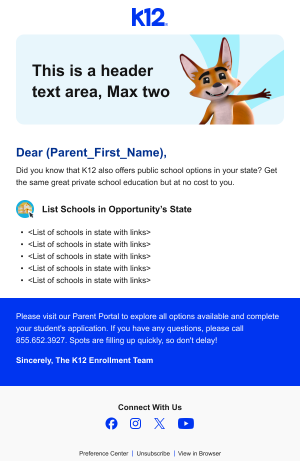 K12
This is a header
text area, Max two
Dear (Parent_First_Name),
Did you know that K12 also offers public school options in your state? Get
the same great private school education but at no cost to you.
List Schools in Opportunity's State
• <List of schools in state with links>
• <List of schools in state with links>
• <List of schools in state with links>
• <List of schools in state with links>
• <List of schools in state with links>
Please visit our Parent Portal to explore all options available and complete
your student's application. If you have any questions, please call
855.652.3927. Spots are filling up quickly, so don't delay!
Sincerely, The K12 Enrollment Team
Connect With Us
Preference Center | Unsubscribe | View in Browser